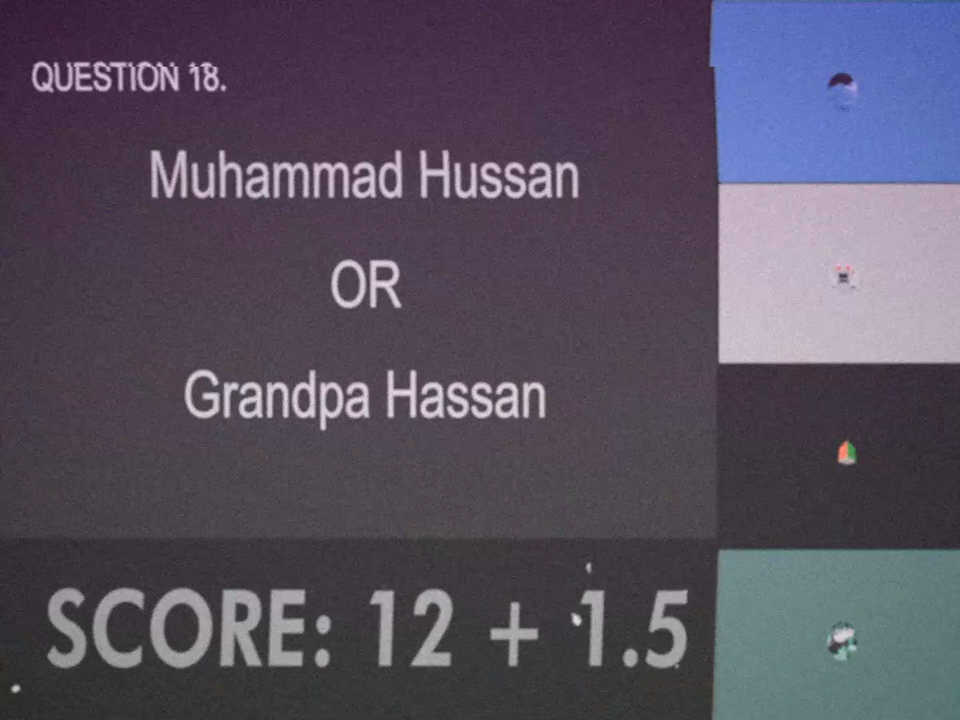 QUESTION 18.
Muhammad Hussan
OR
Grandpa Hassan
SCORE: 12 + 1.5